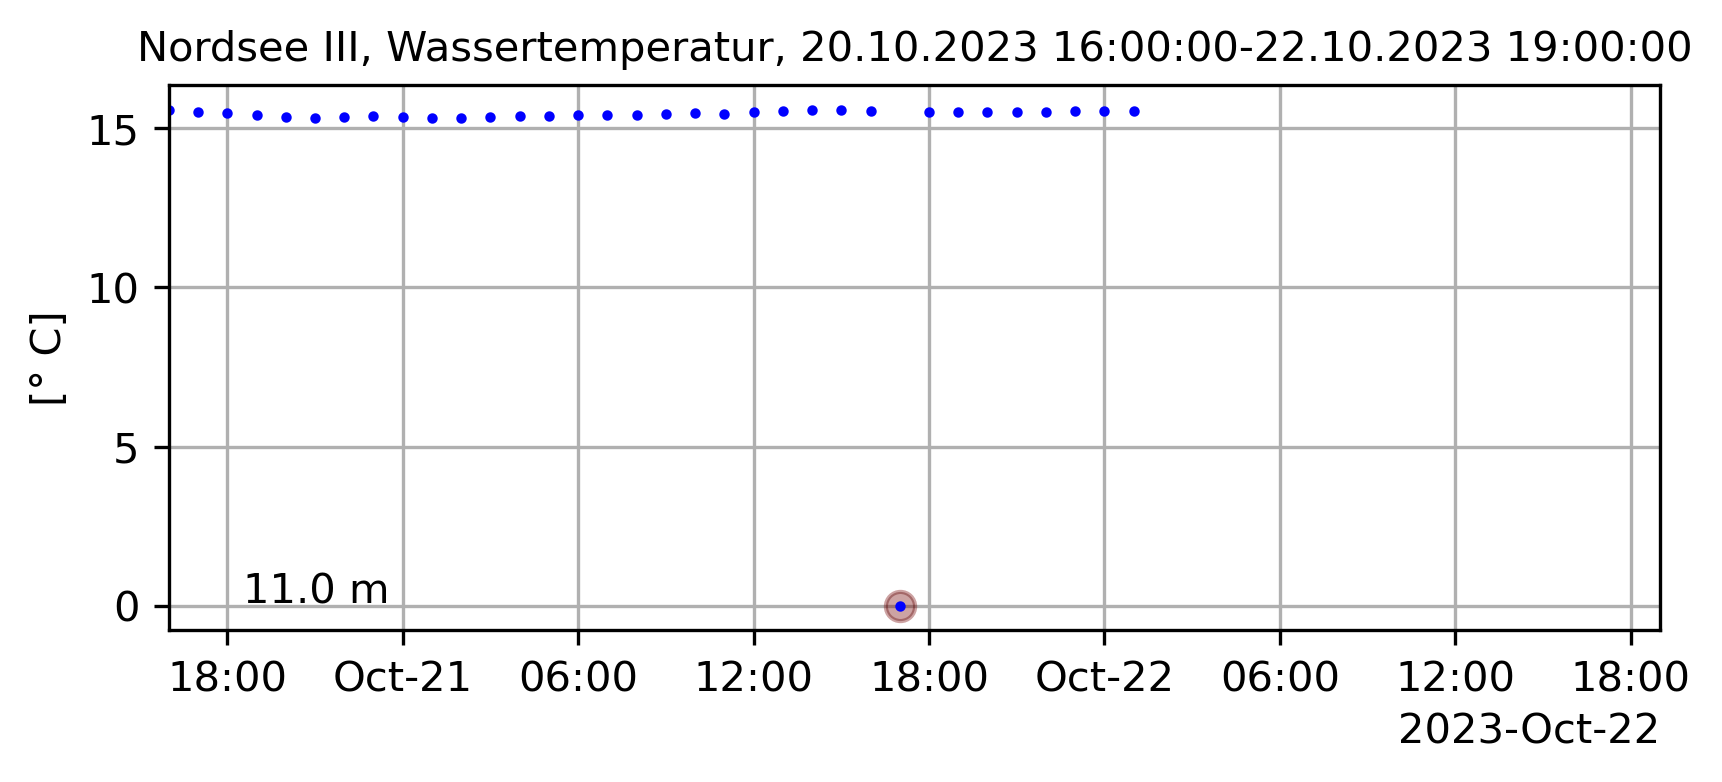 Nordsee III, Wassertemperatur, 20.10.2023 16:00:00-22.10.2023 19:00:00
15
10
5
0
[° C]
11.0 m
18:00 Oct-21 06:00 12:00 18:00 Oct-22 06:00 12:00 18:00
2023-Oct-22